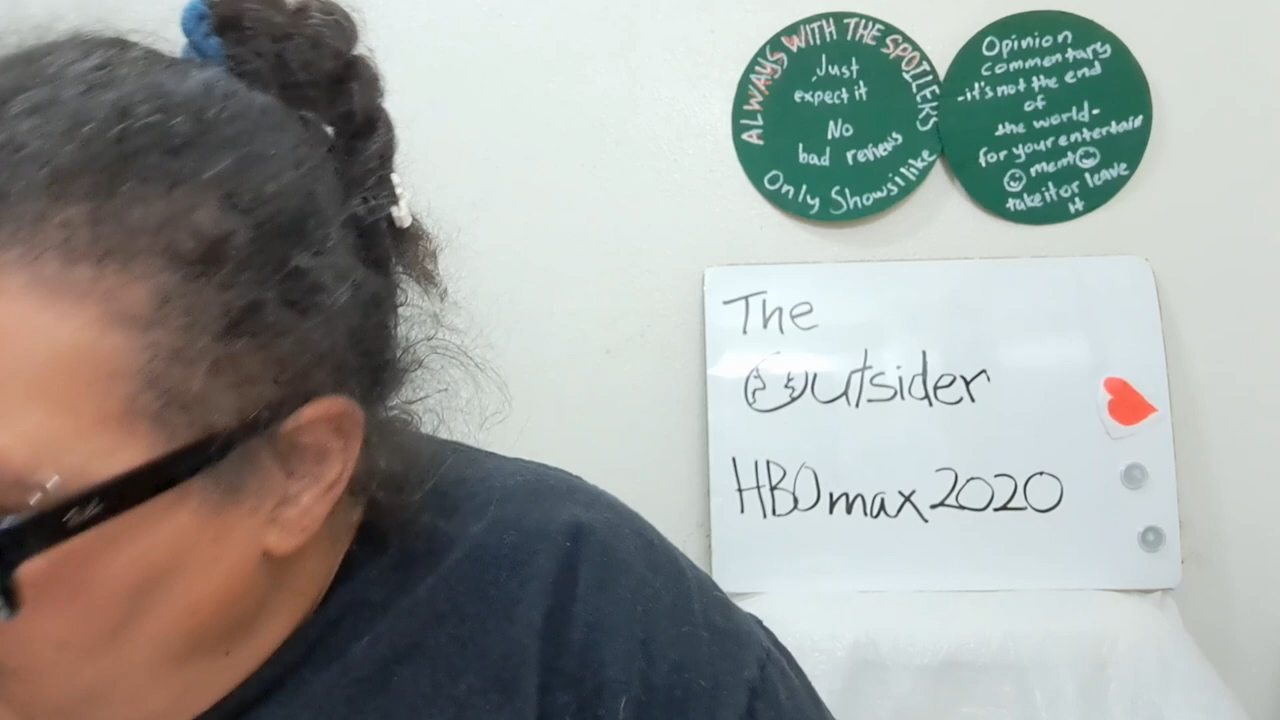 ALWAYS WITH THE SPOILERS
Just
expect it
No
bad reviews
Only Shows i like
Opinion
commentary
-it's not the end
of
the world-
for your entertain
ment
take it or leave
it
The
Outsider
HBOmax2020